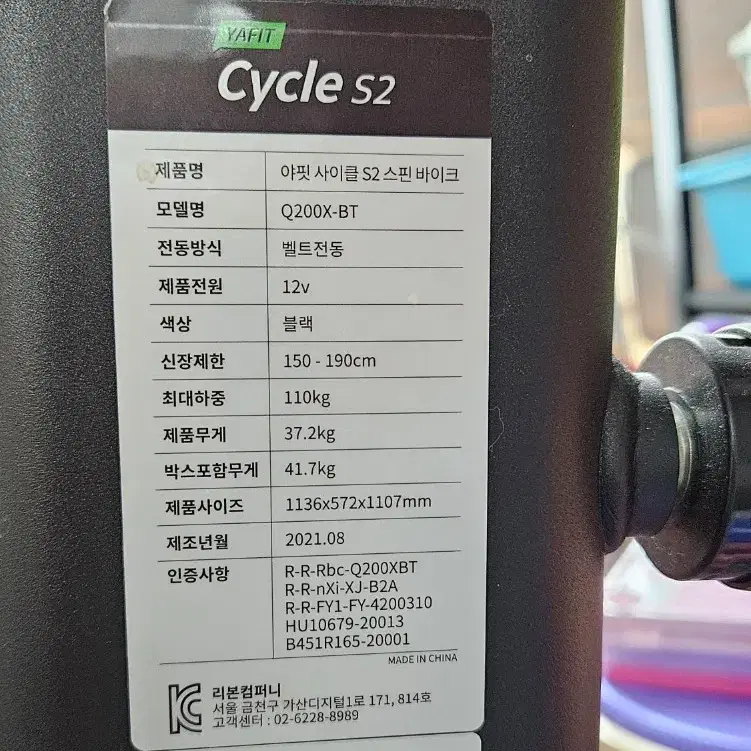 YAFIT
Cycle S2
제품명 야핏 사이클 S2 스핀 바이크
모델명 Q200X-BT
전동방식 벨트전동
제품전원 12v
색상 블랙
신장제한 150 - 190cm
최대하중 110kg
제품무게 37.2kg
박스포함무게 41.7kg
제품사이즈 1136x572x1107mm
제조년월 2021.08
인증사항 R-R-Rbc-Q200XBT
R-R-nXi-XJ-B2A
R-R-FY1-FY-4200310
HU10679-20013
B451R165-20001
MADE IN CHINA
리본컴퍼니
서울 금천구 가산디지털1로 171, 814호
고객센터 : 02-6228-8989